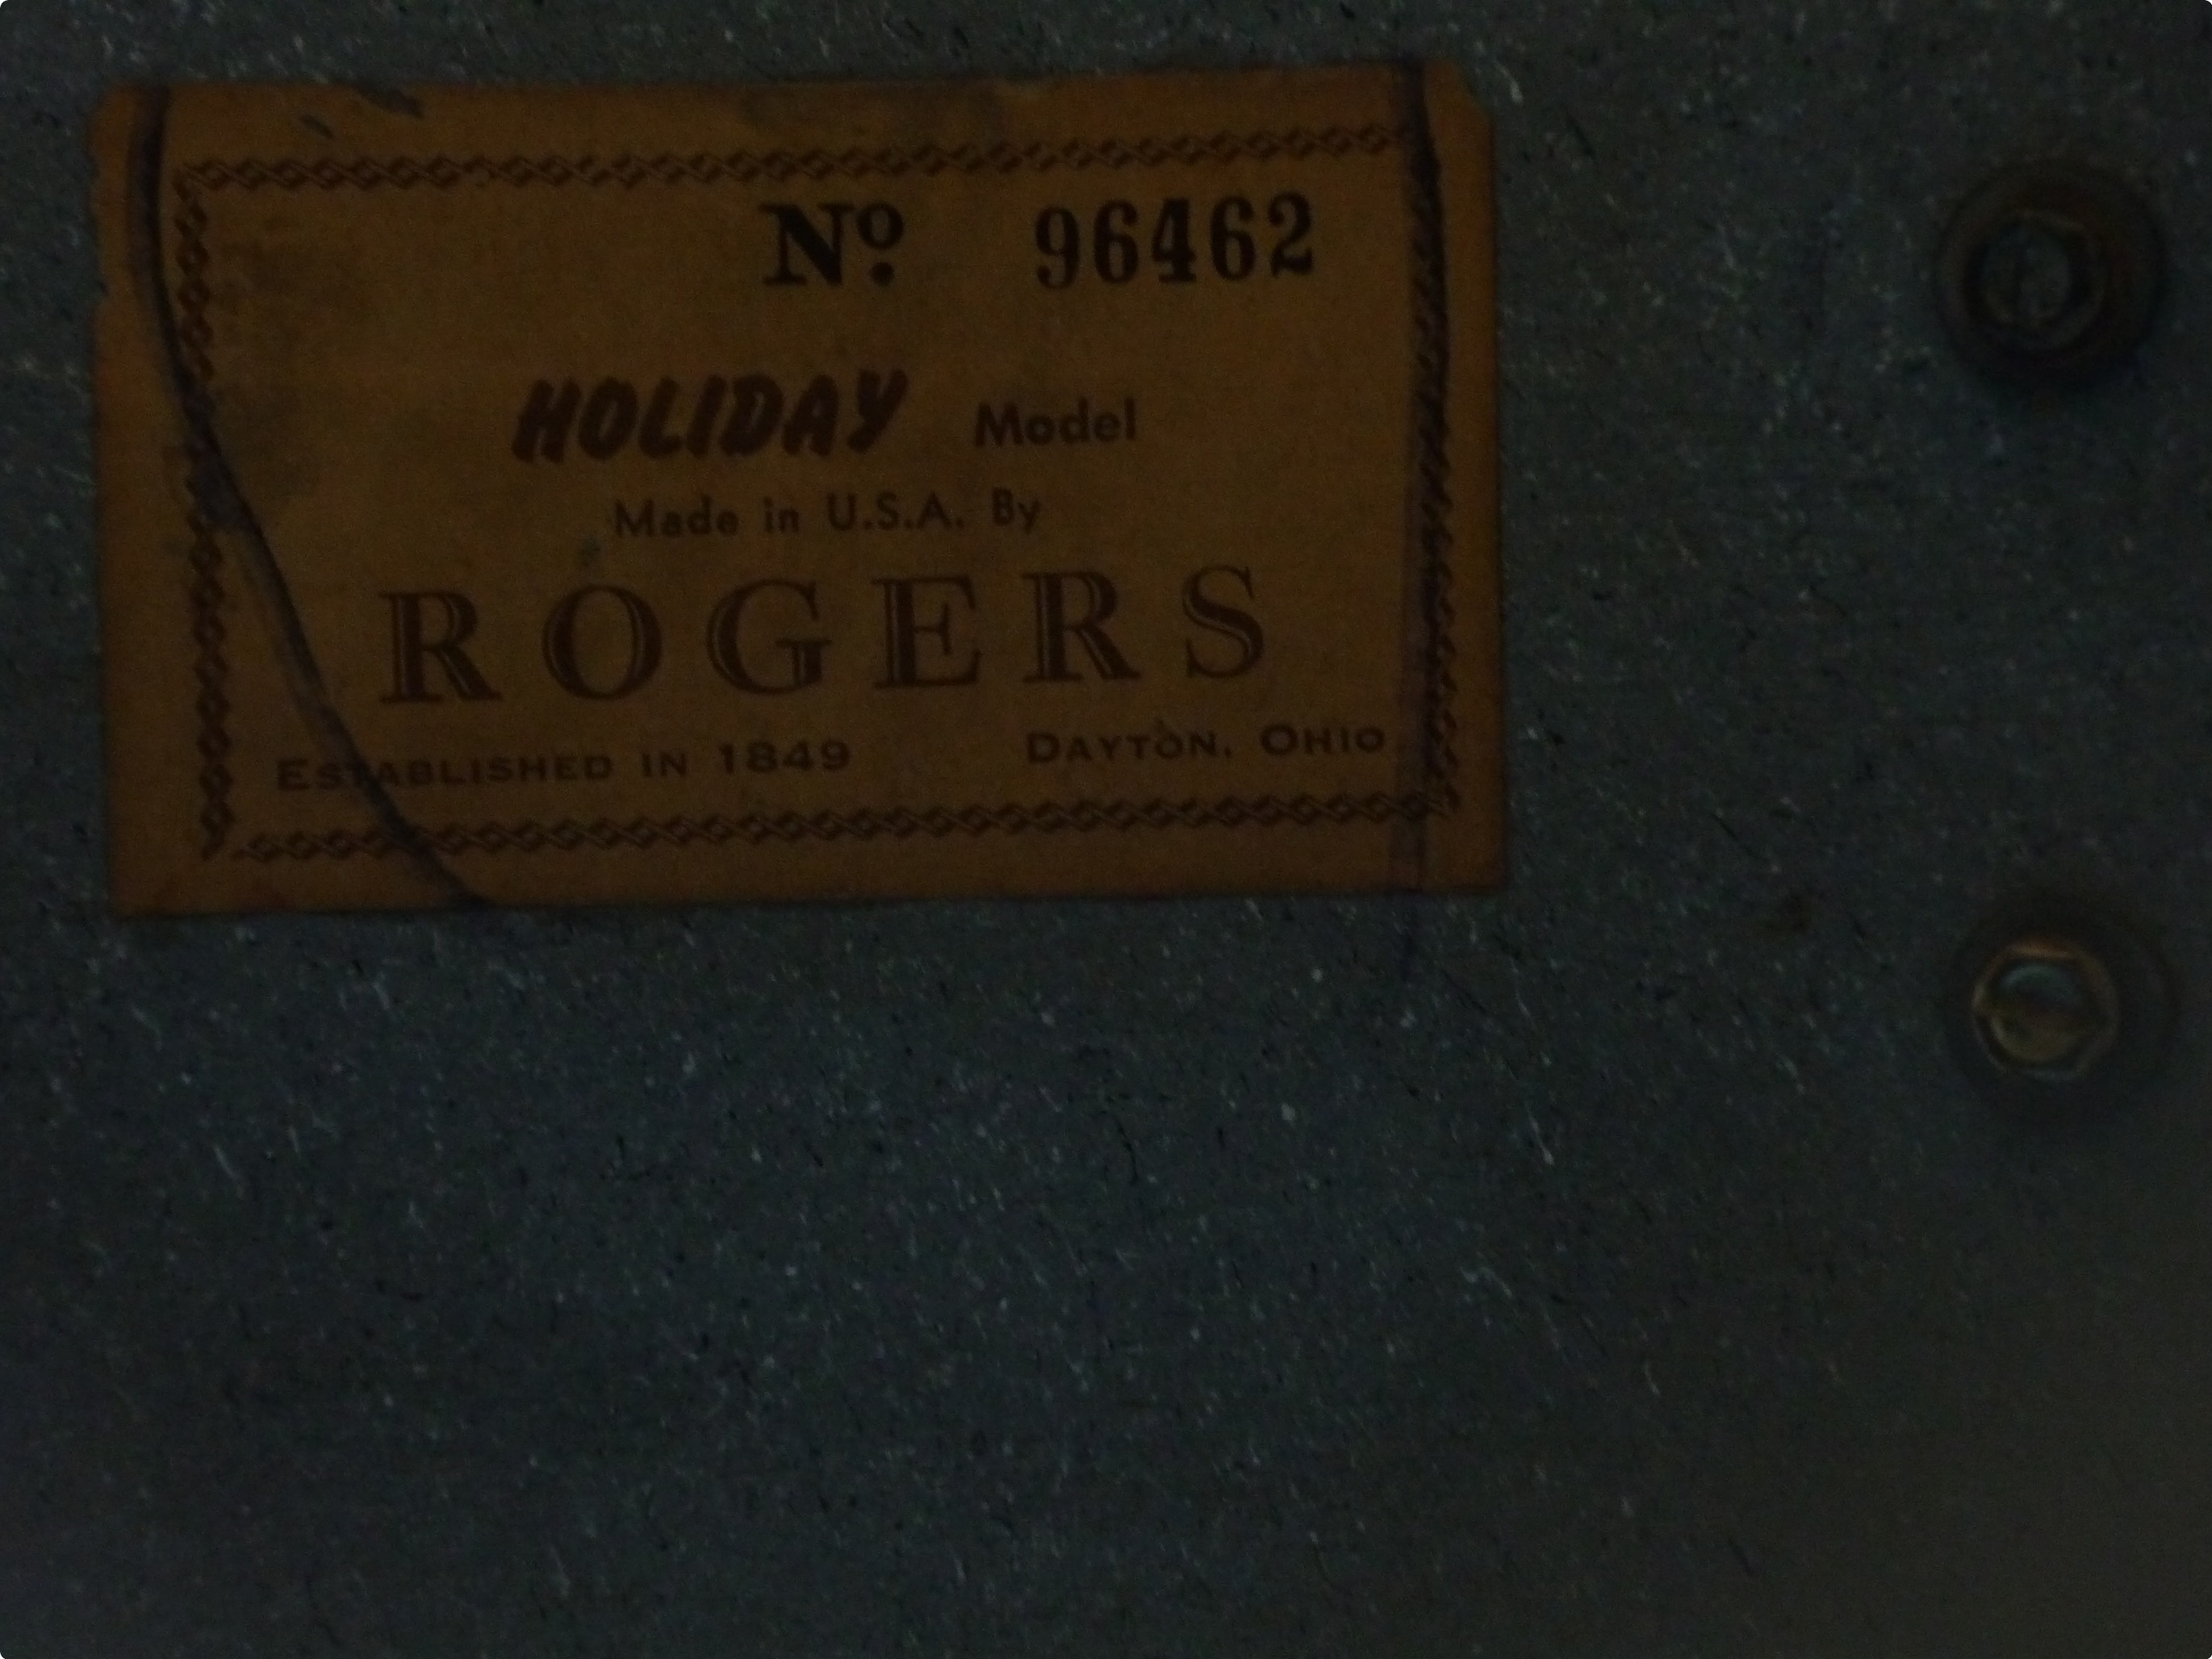 Nº. 96462
HOLIDAY Model
Made in U.S.A. By
ROGERS
ESTABLISHED IN 1849 DAYTON, OHIO